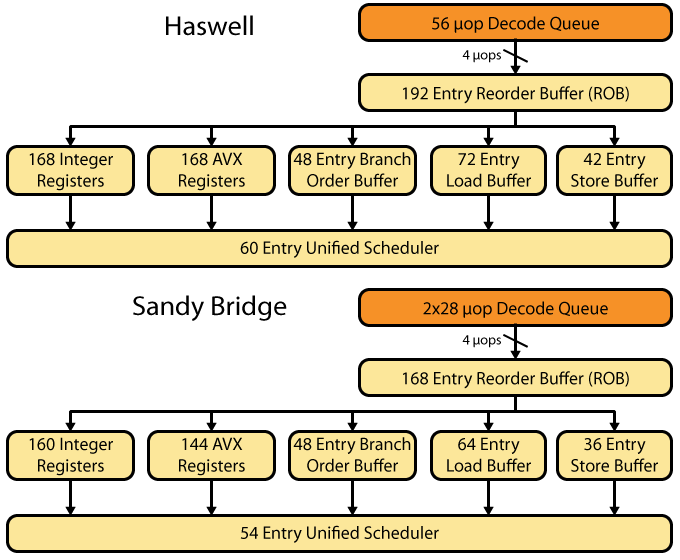 Haswell
56 μop Decode Queue
4 μops
192 Entry Reorder Buffer (ROB)
168 Integer
Registers
168 AVX
Registers
48 Entry Branch
Order Buffer
72 Entry
Load Buffer
42 Entry
Store Buffer
60 Entry Unified Scheduler
Sandy Bridge
2x28 μop Decode Queue
4 μops
168 Entry Reorder Buffer (ROB)
160 Integer
Registers
144 AVX
Registers
48 Entry Branch
Order Buffer
64 Entry
Load Buffer
36 Entry
Store Buffer
54 Entry Unified Scheduler